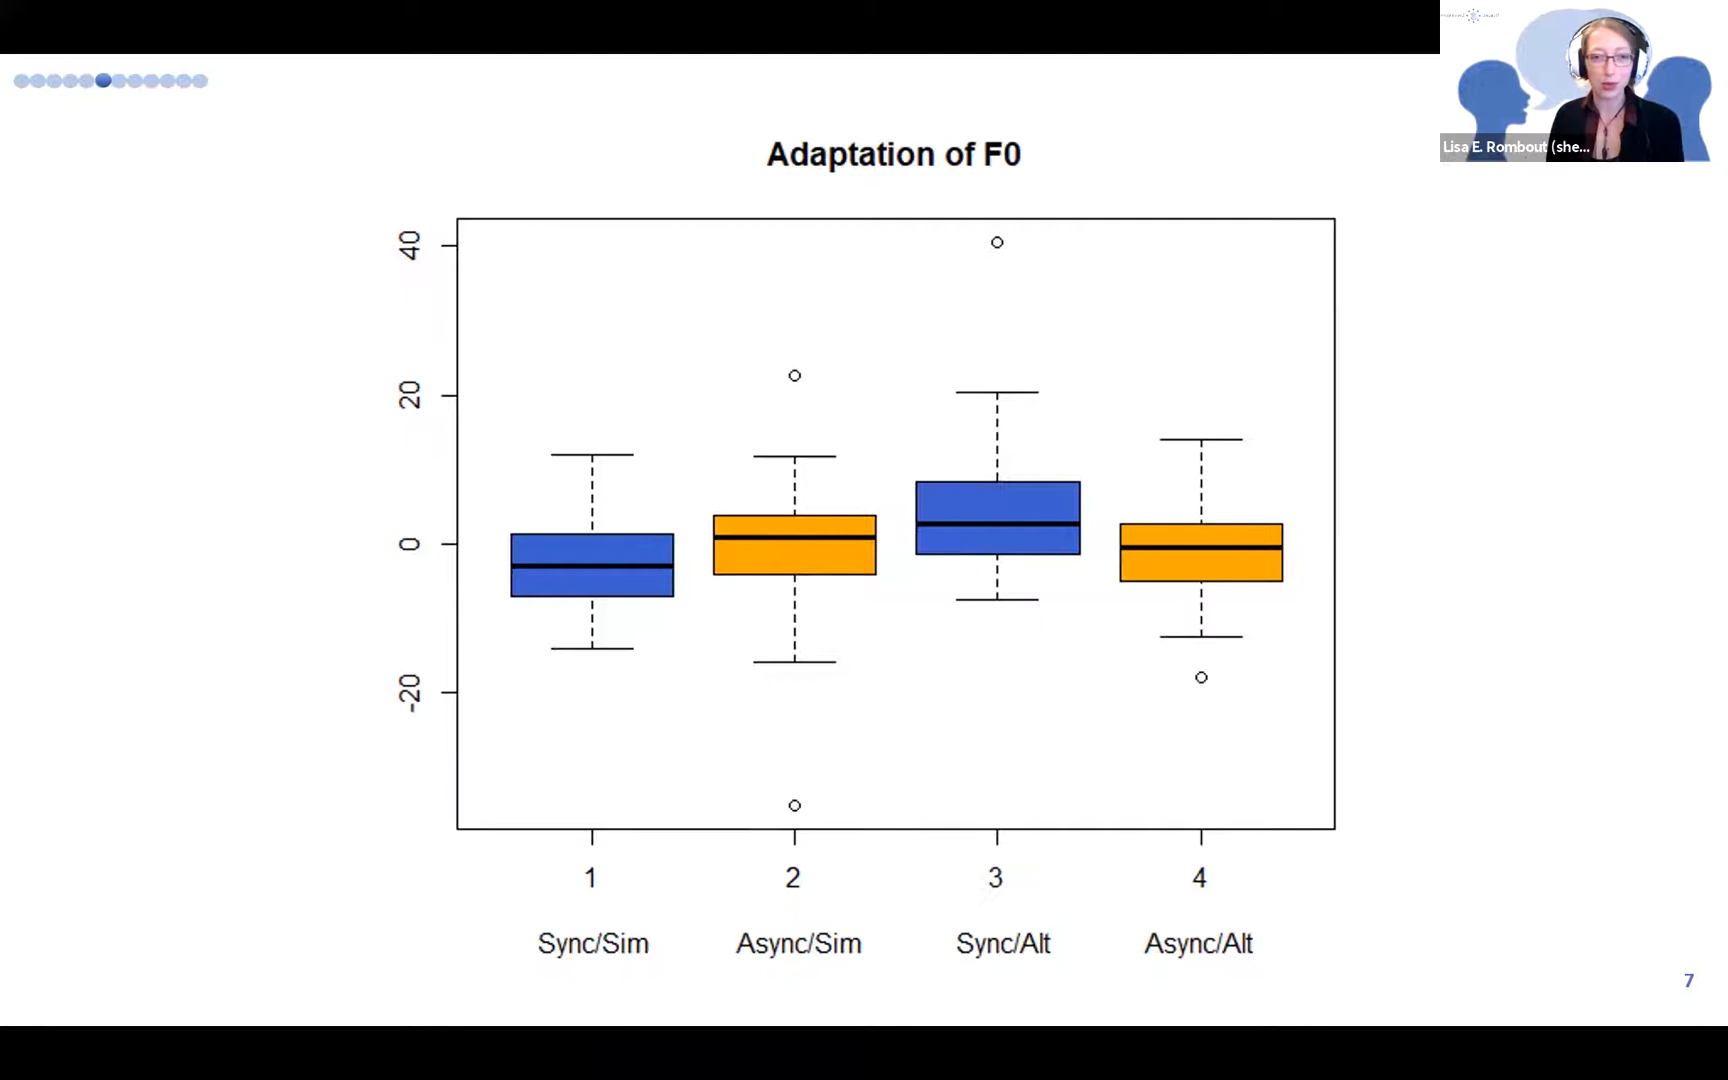 Lisa E. Rombout (she...
Adaptation of F0
40
20
0
-20
1 2 3 4
Sync/Sim Async/Sim Sync/Alt Async/Alt
7